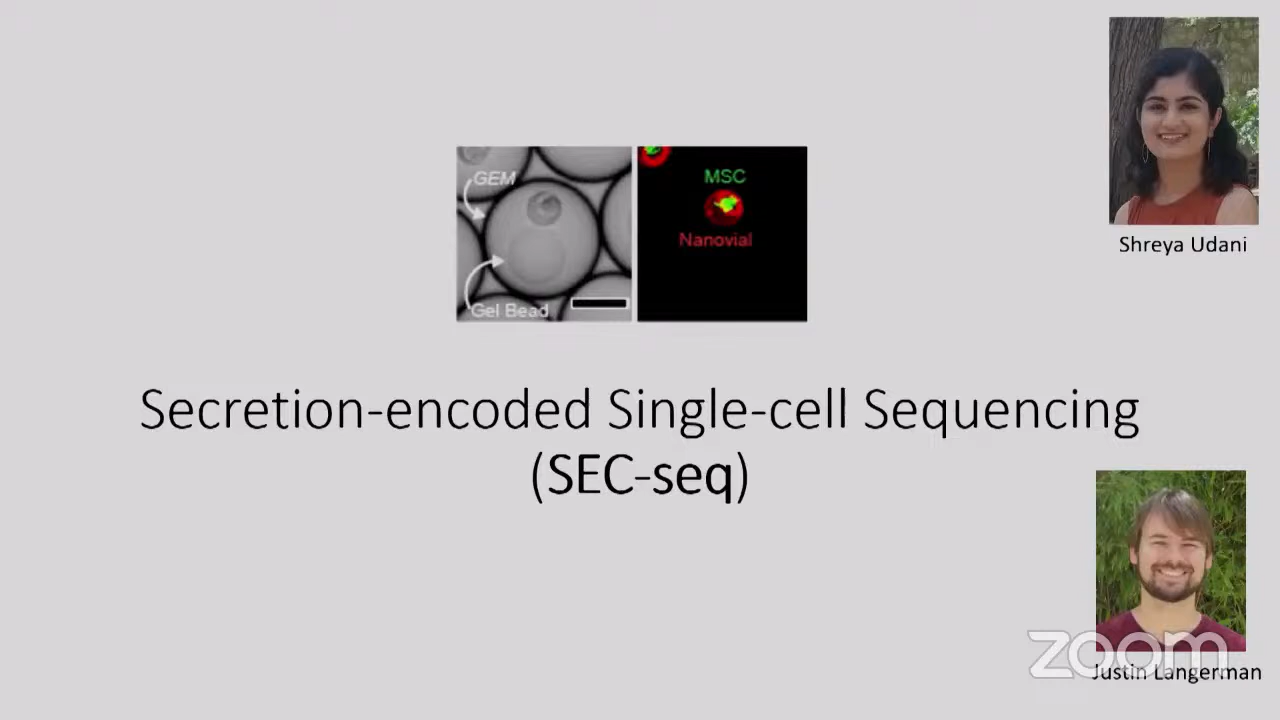 GEM
Gel Bead
MSC
Nanovial
Shreya Udani
Secretion-encoded Single-cell Sequencing
(SEC-seq)
zoom
Justin Langerman